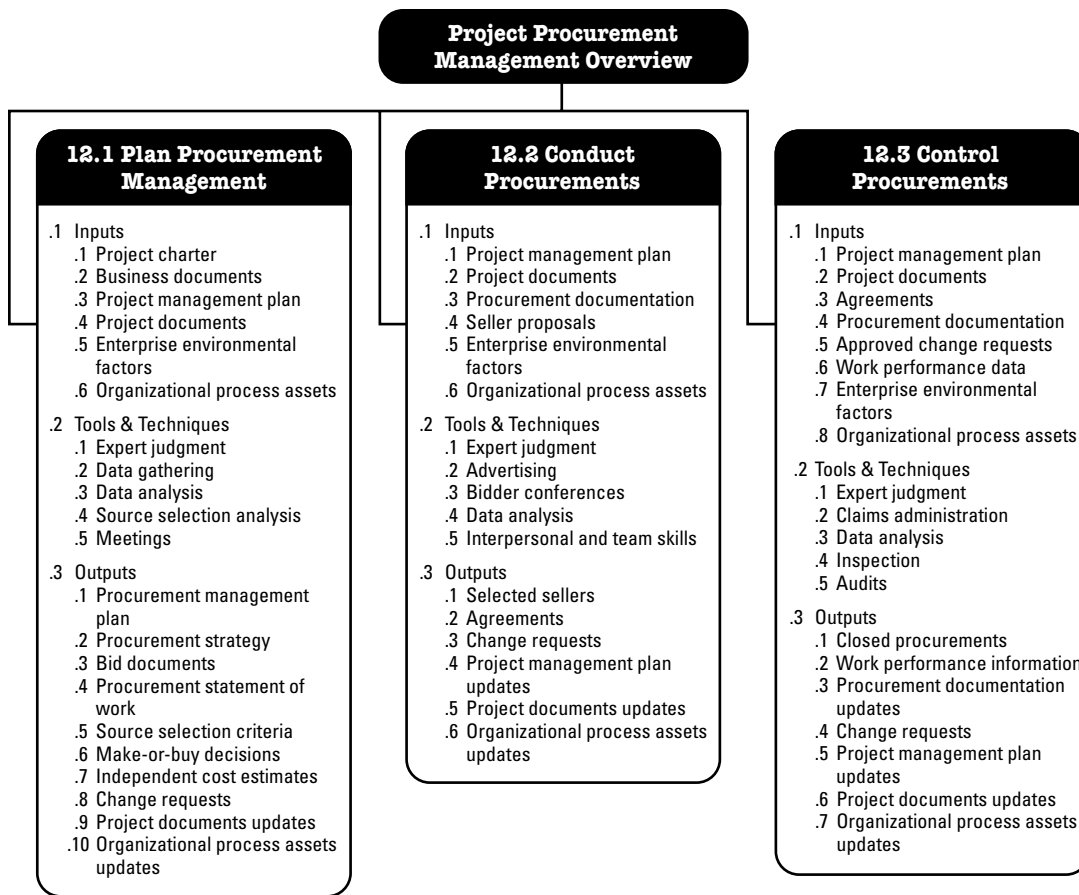 Project Procurement
Management Overview
12.1 Plan Procurement
Management
.1 Inputs
.1 Project charter
.2 Business documents
.3 Project management plan
.4 Project documents
.5 Enterprise environmental
factors
.6 Organizational process assets
.2 Tools & Techniques
.1 Expert judgment
.2 Data gathering
.3 Data analysis
.4 Source selection analysis
.5 Meetings
.3 Outputs
.1 Procurement management
plan
.2 Procurement strategy
.3 Bid documents
.4 Procurement statement of
work
.5 Source selection criteria
.6 Make-or-buy decisions
.7 Independent cost estimates
.8 Change requests
.9 Project documents updates
.10 Organizational process assets
updates
12.2 Conduct
Procurements
.1 Inputs
.1 Project management plan
.2 Project documents
.3 Procurement documentation
.4 Seller proposals
.5 Enterprise environmental
factors
.6 Organizational process assets
.2 Tools & Techniques
.1 Expert judgment
.2 Advertising
.3 Bidder conferences
.4 Data analysis
.5 Interpersonal and team skills
.3 Outputs
.1 Selected sellers
.2 Agreements
.3 Change requests
.4 Project management plan
updates
.5 Project documents updates
.6 Organizational process assets
updates
12.3 Control
Procurements
.1 Inputs
.1 Project management plan
.2 Project documents
.3 Agreements
.4 Procurement documentation
.5 Approved change requests
.6 Work performance data
.7 Enterprise environmental
factors
.8 Organizational process assets
.2 Tools & Techniques
.1 Expert judgment
.2 Claims administration
.3 Data analysis
.4 Inspection
.5 Audits
.3 Outputs
.1 Closed procurements
.2 Work performance information
.3 Procurement documentation
updates
.4 Change requests
.5 Project management plan
updates
.6 Project documents updates
.7 Organizational process assets
updates